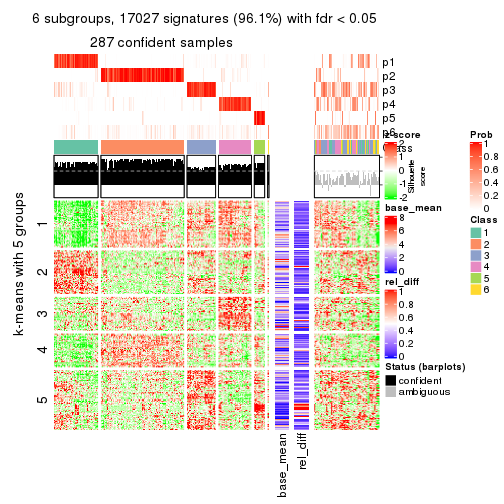 6 subgroups, 17027 signatures (96.1%) with fdr < 0.05
287 confident samples
p1
p2
p3
p4
p5
p6
Class
z-score
2
1
0
-1
-2
Silhouette
score
Prob
1
0.8
0.6
0.4
0.2
0
base_mean
8
6
4
2
0
Class
1
2
3
4
5
6
rel_diff
1
0.8
0.6
0.4
0.2
0
Status (barplots)
confident
ambiguous
k-means with 5 groups
1
2
3
4
5
base_mean
rel_diff